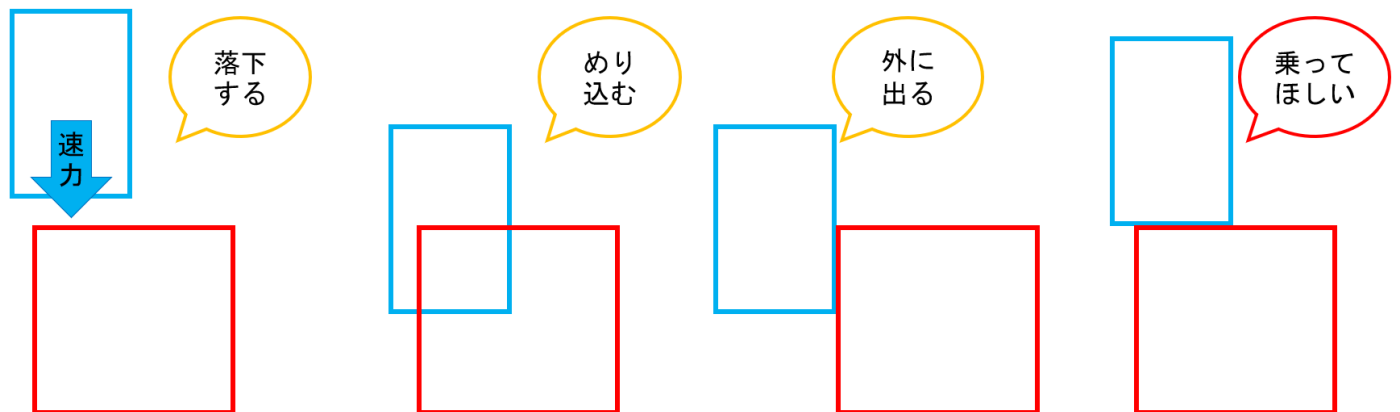 落下
する
速
力
めり
込む
外に
出る
乗って
ほしい